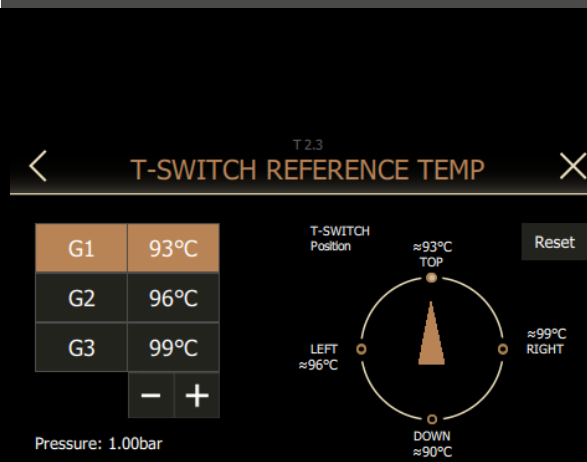 T 2.3
T-SWITCH REFERENCE TEMP
G1 93°C
G2 96°C
G3 99°C
− +
Pressure: 1.00bar
T-SWITCH
Position
≈93°C
TOP
Reset
LEFT
≈96°C
≈99°C
RIGHT
DOWN
≈90°C